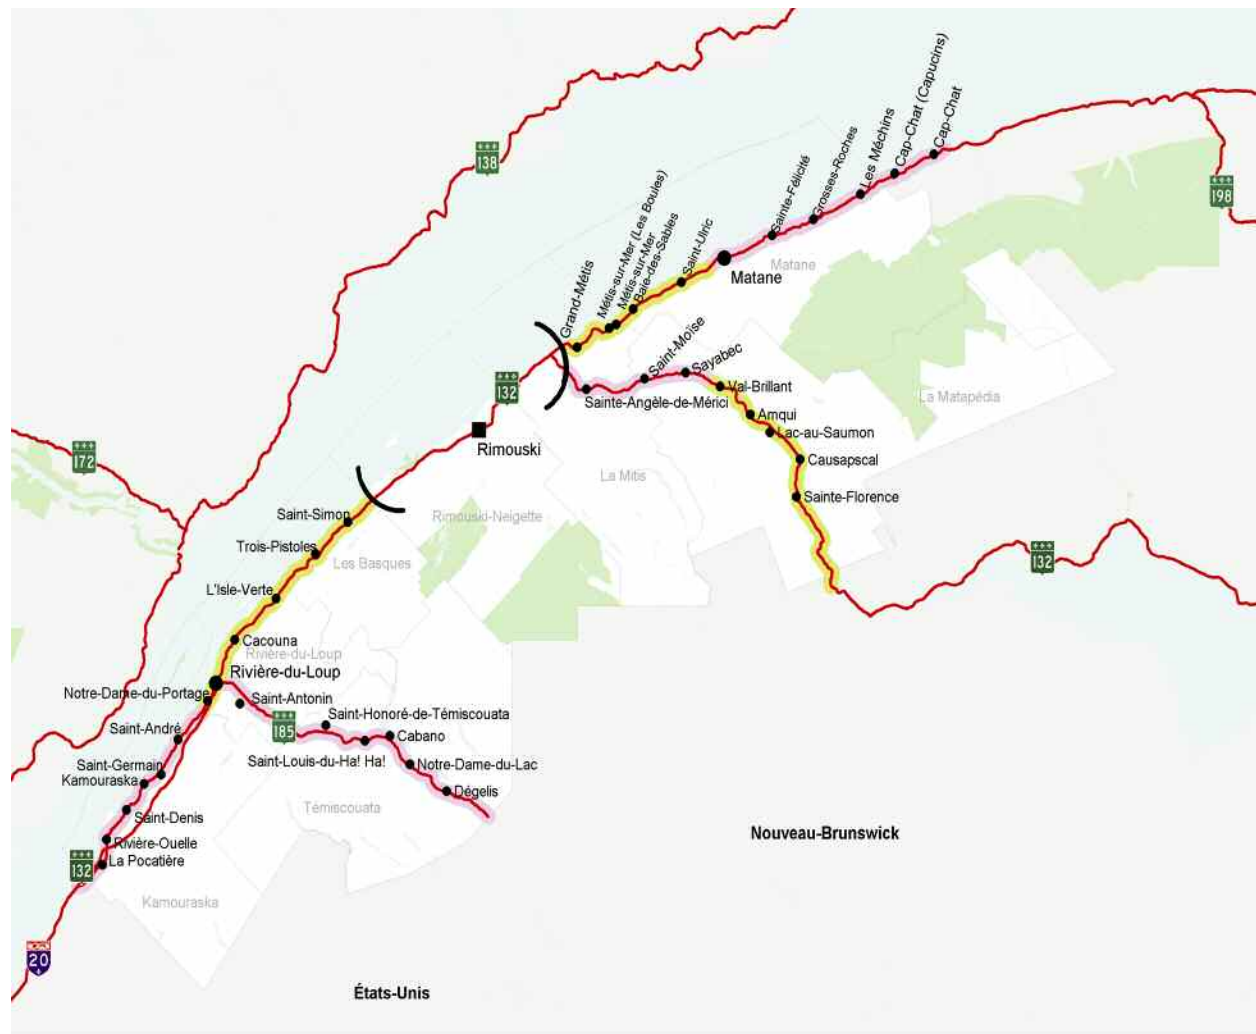 Cap-Chat (Capucins)
Cap-Chat
Les Méchins
Grosses-Roches
Sainte-Félicité
138
198
Saint-Ulric
Baie-des-Sables
Métis-sur-Mer
Métis-sur-Mer (Les Boules)
Grand-Métis
Matane
Matane
Saint-Moïse
Sayabec
132
Val-Brillant
Sainte-Angèle-de-Mérici
La Matapédia
Amqui
Lac-au-Saumon
Rimouski
172
Causapscal
La Mitis
Sainte-Florence
Saint-Simon
Rimouski-Neigette
Trois-Pistoles
Les Basques
132
L'Isle-Verte
Cacouna
Rivière-du-Loup
Rivière-du-Loup
Notre-Dame-du-Portage
Saint-Antonin
Saint-Honoré-de-Témiscouata
Saint-André
185
Cabano
Saint-Germain
Saint-Louis-du-Ha! Ha!
Notre-Dame-du-Lac
Kamouraska
Dégelis
Témiscouata
Saint-Denis
Nouveau-Brunswick
Rivière-Ouelle
La Pocatière
132
Kamouraska
20
États-Unis